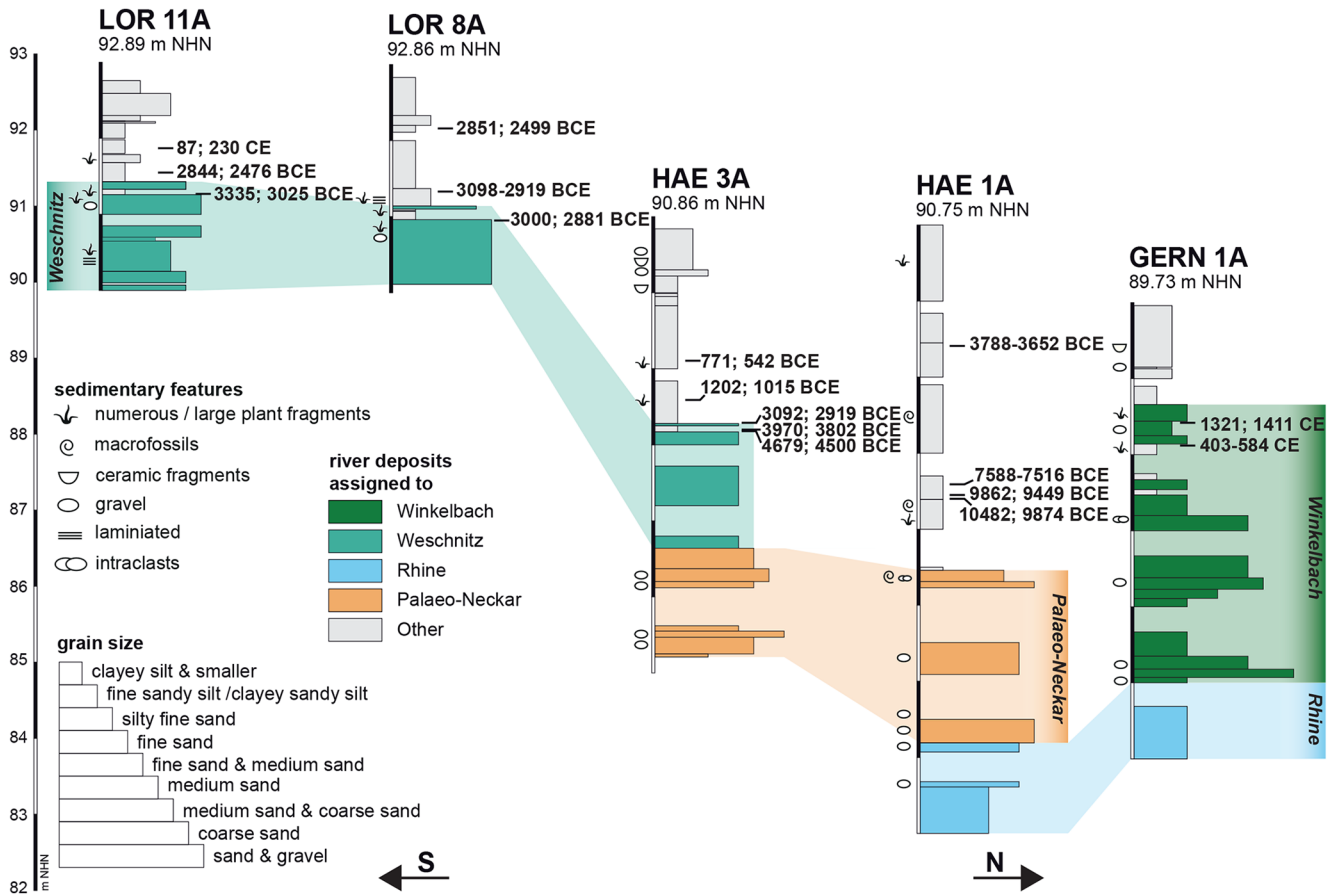 LOR 11A
92.89 m NHN
LOR 8A
92.86 m NHN
HAE 3A
90.86 m NHN
HAE 1A
90.75 m NHN
GERN 1A
89.73 m NHN
93
92
91
90
89
88
87
86
85
84
83
82
m NHN
87; 230 CE
2844; 2476 BCE
3335; 3025 BCE
Weschnitz
2851; 2499 BCE
3098-2919 BCE
3000; 2881 BCE
771; 542 BCE
1202; 1015 BCE
3092; 2919 BCE
3970; 3802 BCE
4679; 4500 BCE
3788-3652 BCE
7588-7516 BCE
9862; 9449 BCE
10482; 9874 BCE
Palaeo-Neckar
1321; 1411 CE
403-584 CE
Winkelbach
Rhine
sedimentary features
numerous / large plant fragments
macrofossils
ceramic fragments
gravel
laminiated
intraclasts
river deposits
assigned to
Winkelbach
Weschnitz
Rhine
Palaeo-Neckar
Other
grain size
clayey silt & smaller
fine sandy silt /clayey sandy silt
silty fine sand
fine sand
fine sand & medium sand
medium sand
medium sand & coarse sand
coarse sand
sand & gravel
S
N